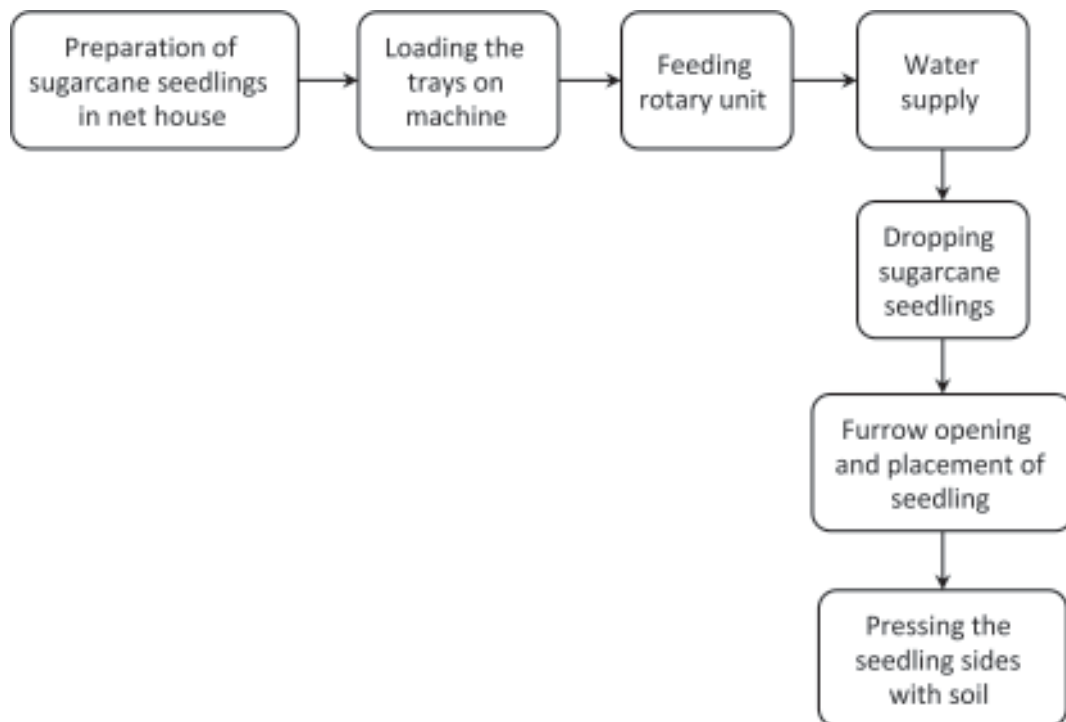 Preparation of
sugarcane seedlings
in net house
Loading the
trays on
machine
Feeding
rotary unit
Water
supply
Dropping
sugarcane
seedlings
Furrow opening
and placement of
seedling
Pressing the
seedling sides
with soil